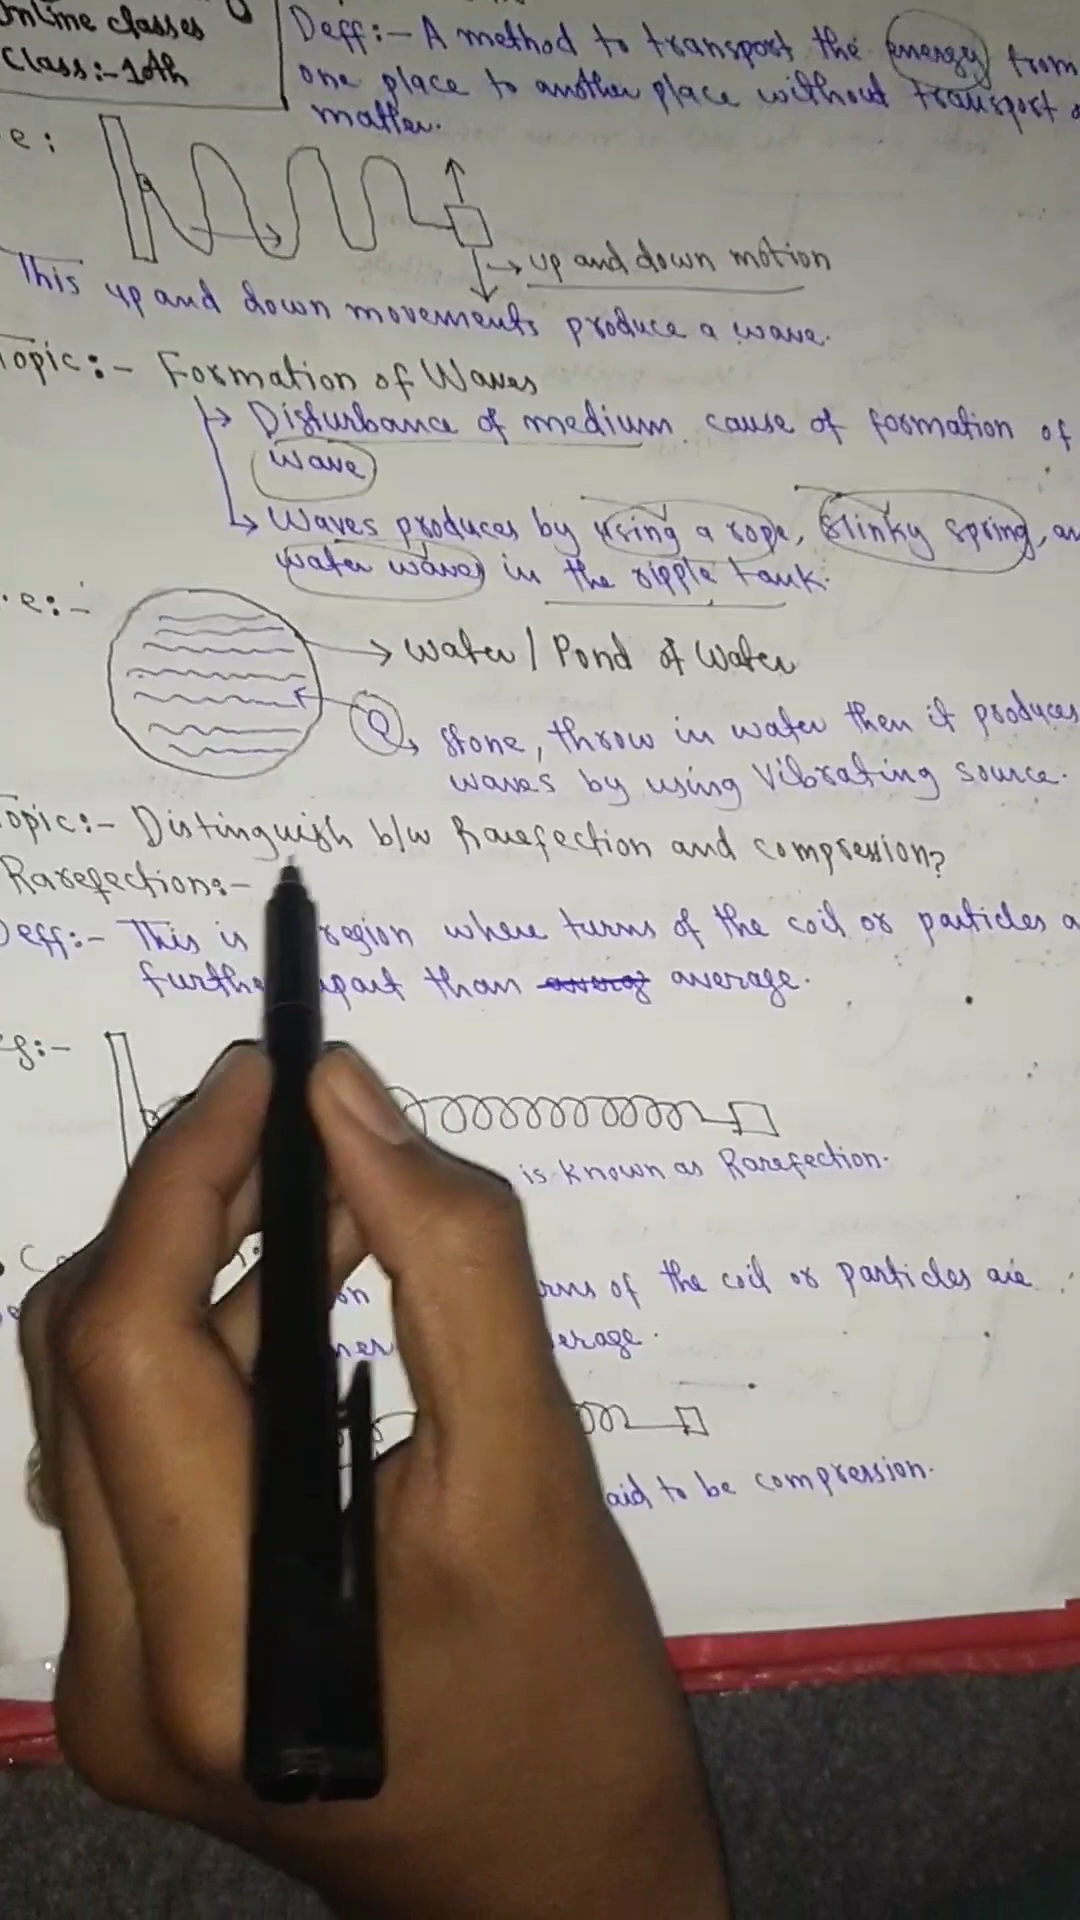 Online classes
Class:-10th
Deff:- A method to transport the energy from
one place to another place without transport
matter.
e:
up and down motion
This up and down movements produce a wave.
Topic:- Formation of Waves
Disturbance of medium cause of formation of
wave
Waves produces by using a rope, slinky spring,
water waves in the ripple tank.
e:-
Water/Pond of Water
Stone, throw in water then it produces
waves by using Vibrating source.
Topic:- Distinguish b/w Rarefection and compression?
Rarefection:-
Deff:- This is region where turns of the coil or particles
apart than average.
is known as Rarefection.
of the coil or particles are
said to be compression.